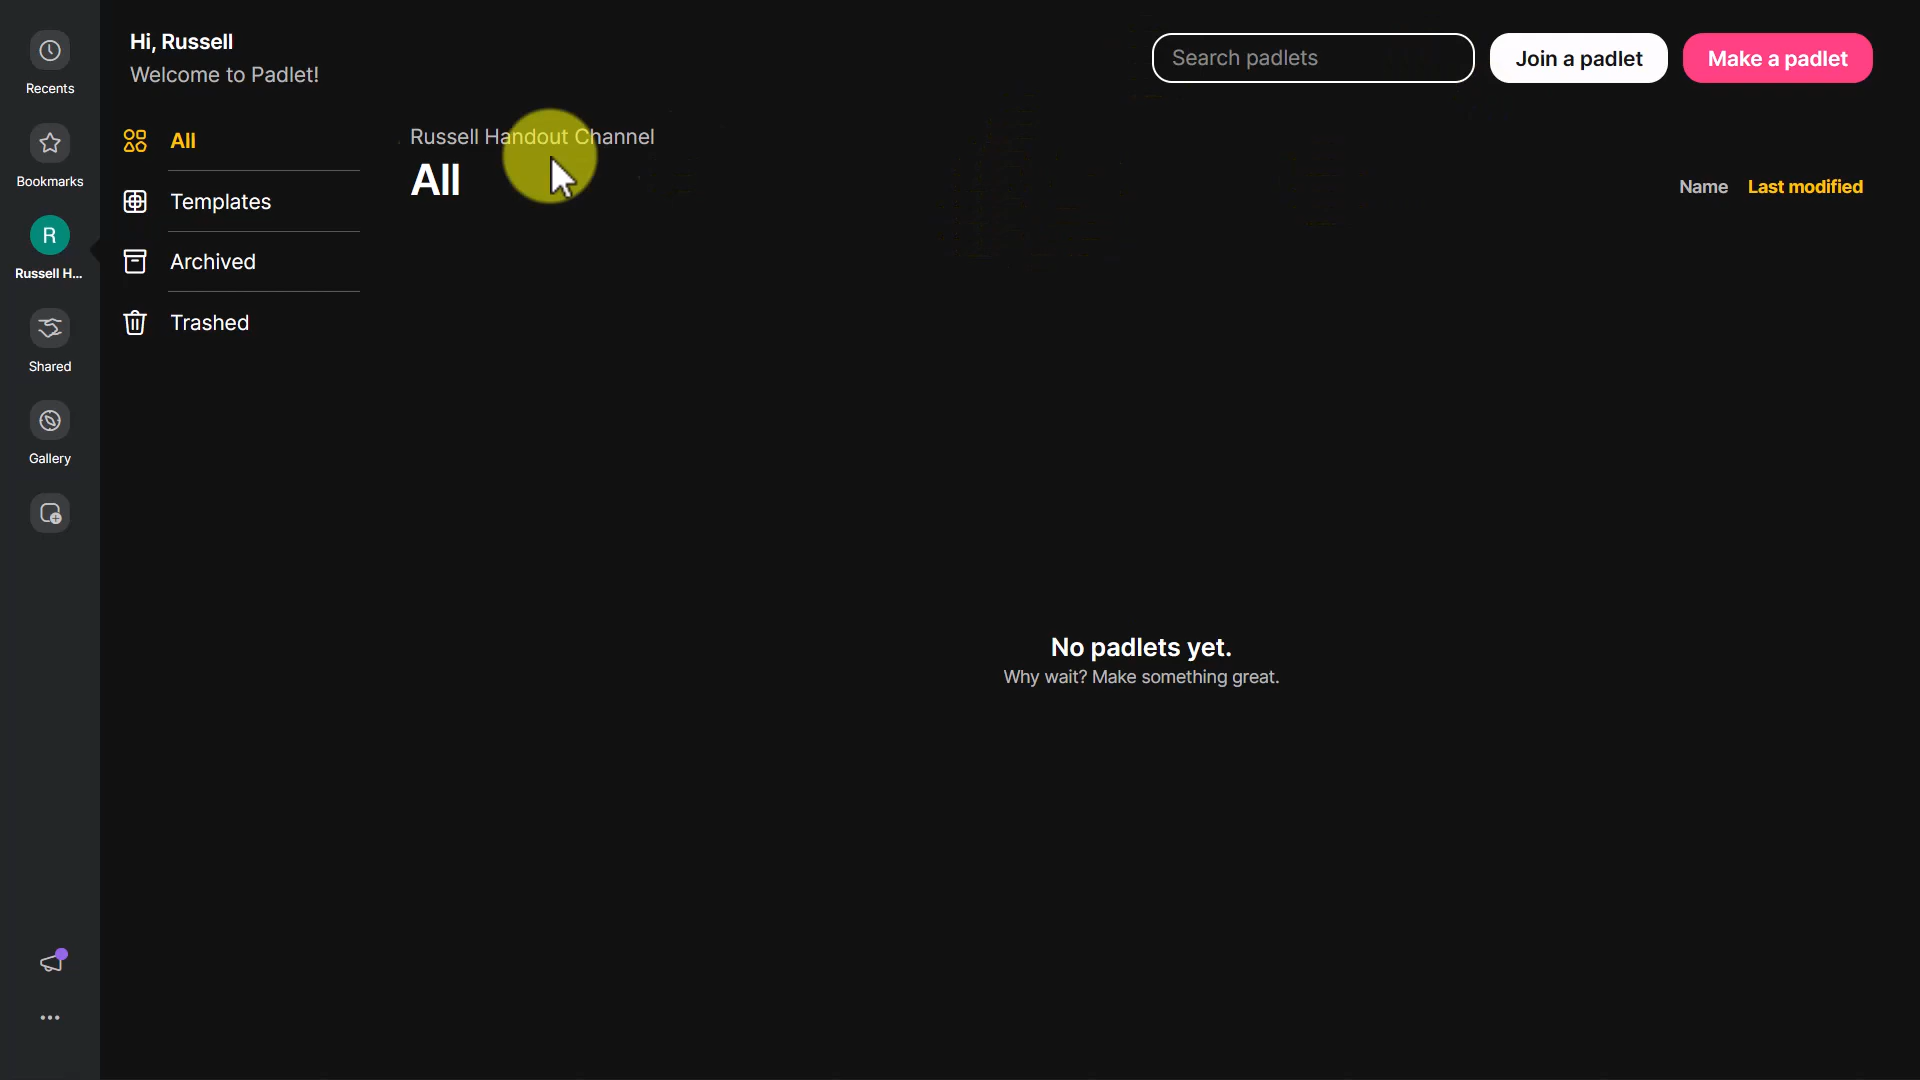 Recents
Bookmarks
R
Russell H...
Shared
Gallery
Hi, Russell
Welcome to Padlet!
Search padlets
Join a padlet
Make a padlet
All
Templates
Archived
Trashed
Russell Handout Channel
All
Name
Last modified
No padlets yet.
Why wait? Make something great.